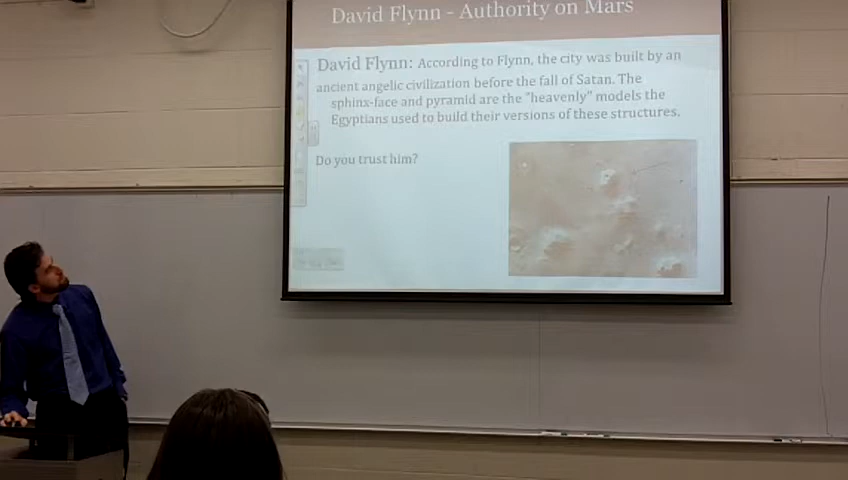 David Flynn - Authority on Mars
David Flynn: According to Flynn, the city was built by an
ancient angelic civilization before the fall of Satan. The
sphinx-face and pyramid are the "heavenly" models the
Egyptians used to build their versions of these structures.
Do you trust him?